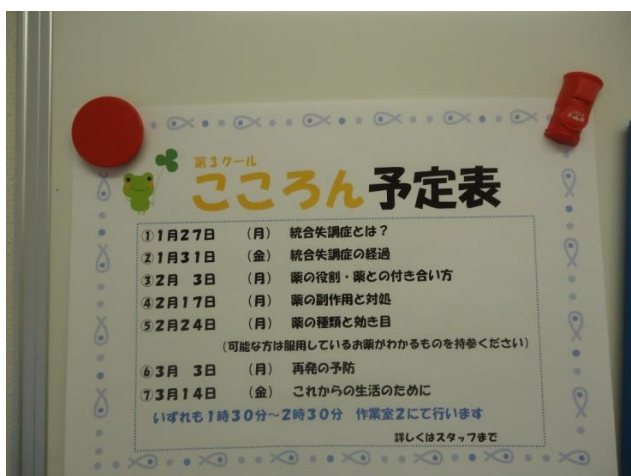 第3クール
こころん予定表
①1月27日 (月) 統合失調症とは?
②1月31日 (金) 統合失調症の経過
③2月 3日 (月) 薬の役割・薬との付き合い方
④2月17日 (月) 薬の副作用と対処
⑤2月24日 (月) 薬の種類と効き目
(可能な方は服用しているお薬がわかるものを持参ください)
⑥3月 3日 (月) 再発の予防
⑦3月14日 (金) これからの生活のために
いずれも1時30分~2時30分 作業室2にて行います
詳しくはスタッフまで